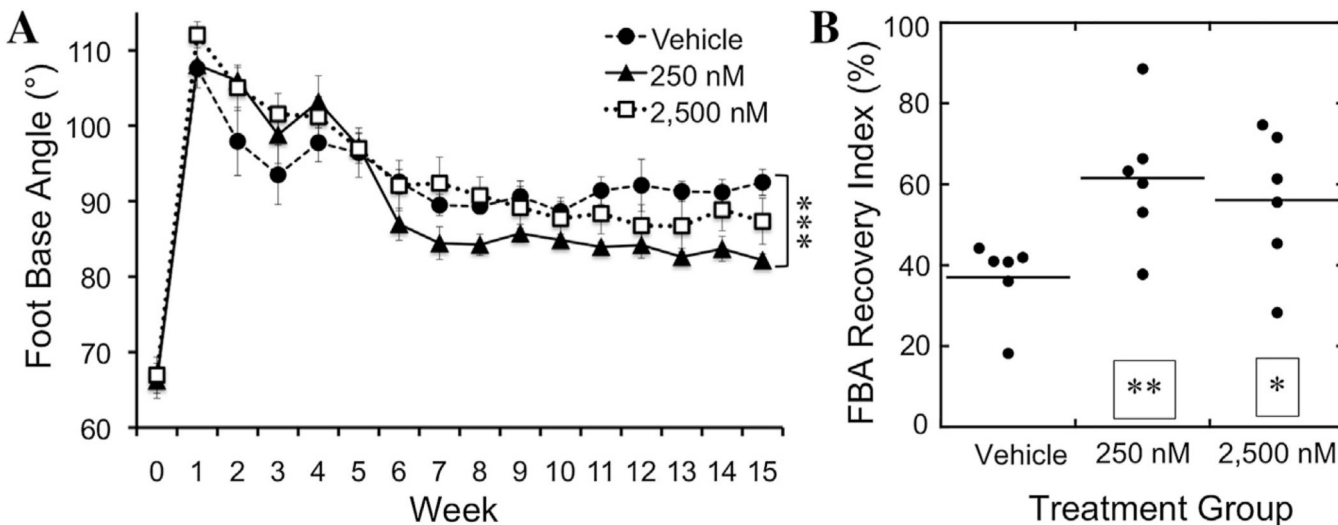 A
Foot Base Angle (°)
110
100
90
80
70
60
Vehicle
250 nM
2,500 nM
***
0 1 2 3 4 5 6 7 8 9 10 11 12 13 14 15
Week
B
FBA Recovery Index (%)
100
80
60
40
20
0
** *
Vehicle 250 nM 2,500 nM
Treatment Group